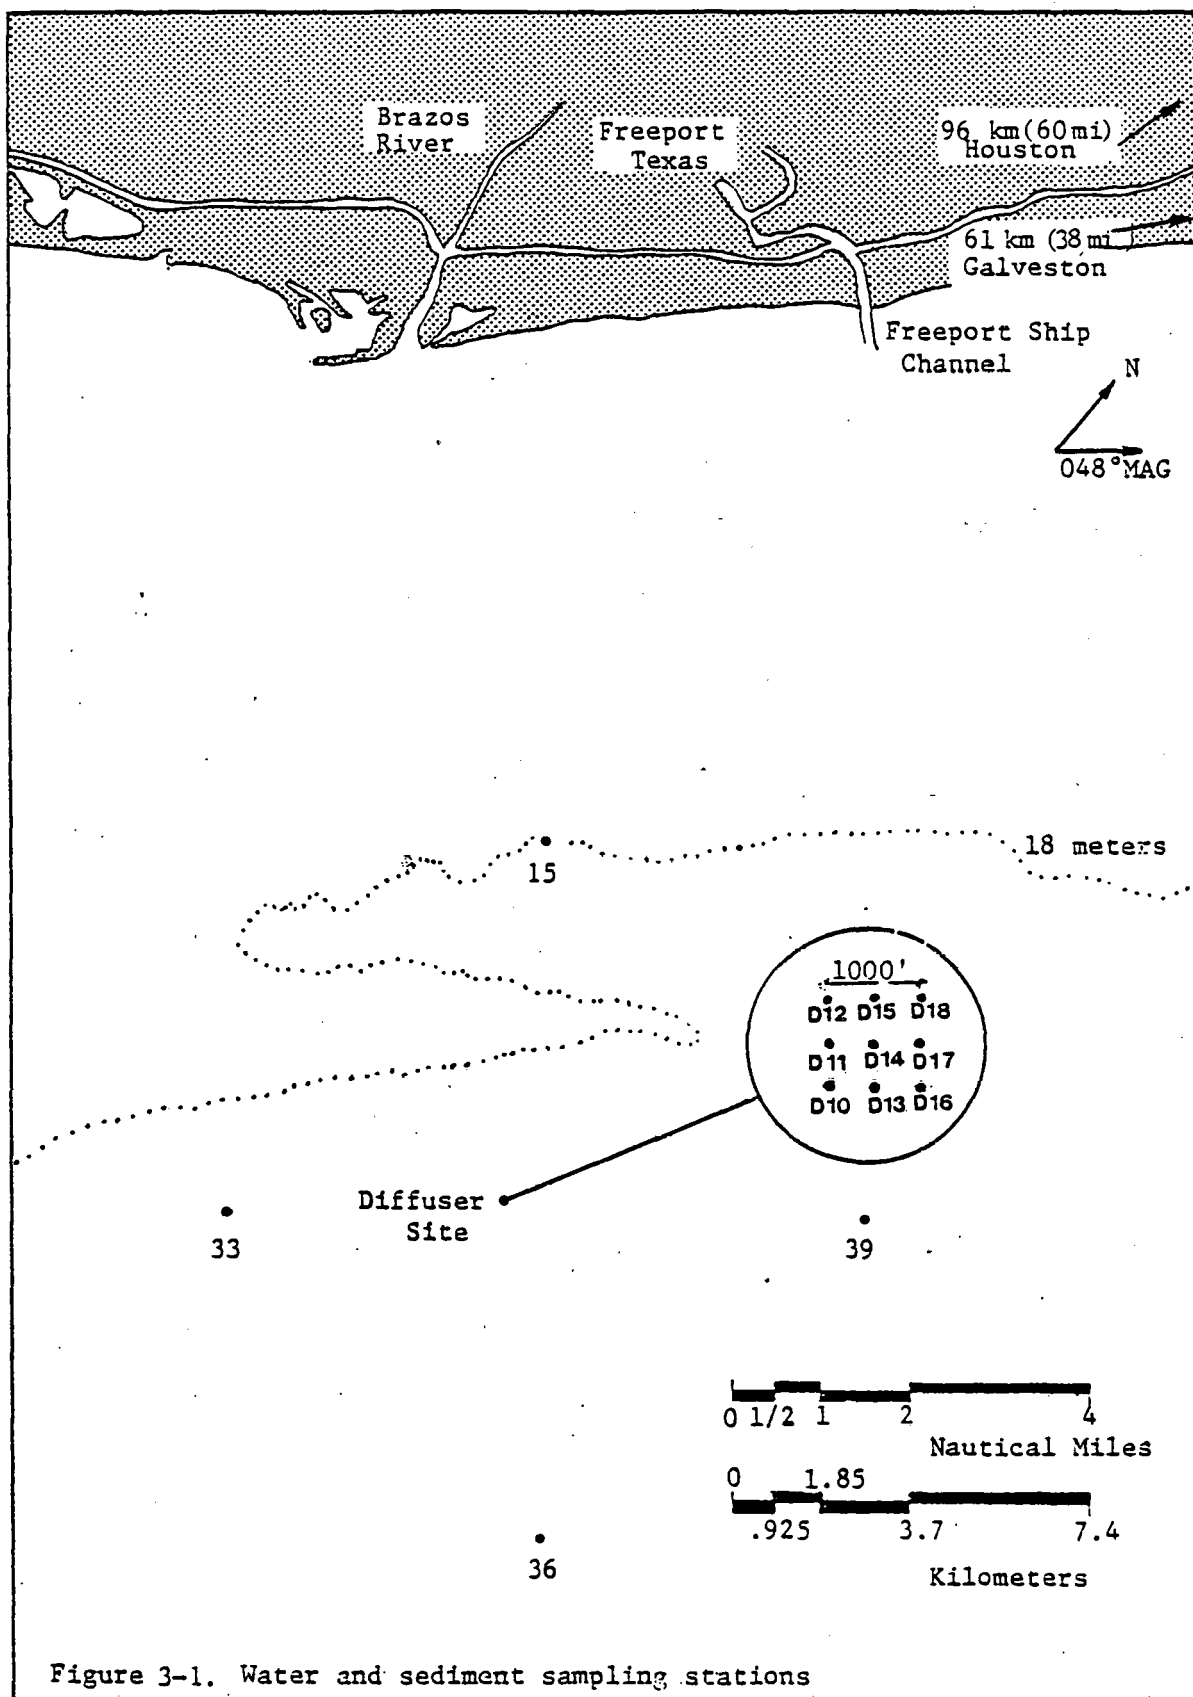 Brazos
River
Freeport
Texas
96 km(60mi)
Houston
61 km (38 mi)
Galveston
Freeport Ship
Channel
N
048°MAG
18 meters
15
1000'
D12 D15 D18
D11 D14 D17
D10 D13 D16
Diffuser
Site
33
39
0 1/2 1 2 4
Nautical Miles
0 1.85
.925 3.7 7.4
Kilometers
36
Figure 3-1. Water and sediment sampling stations